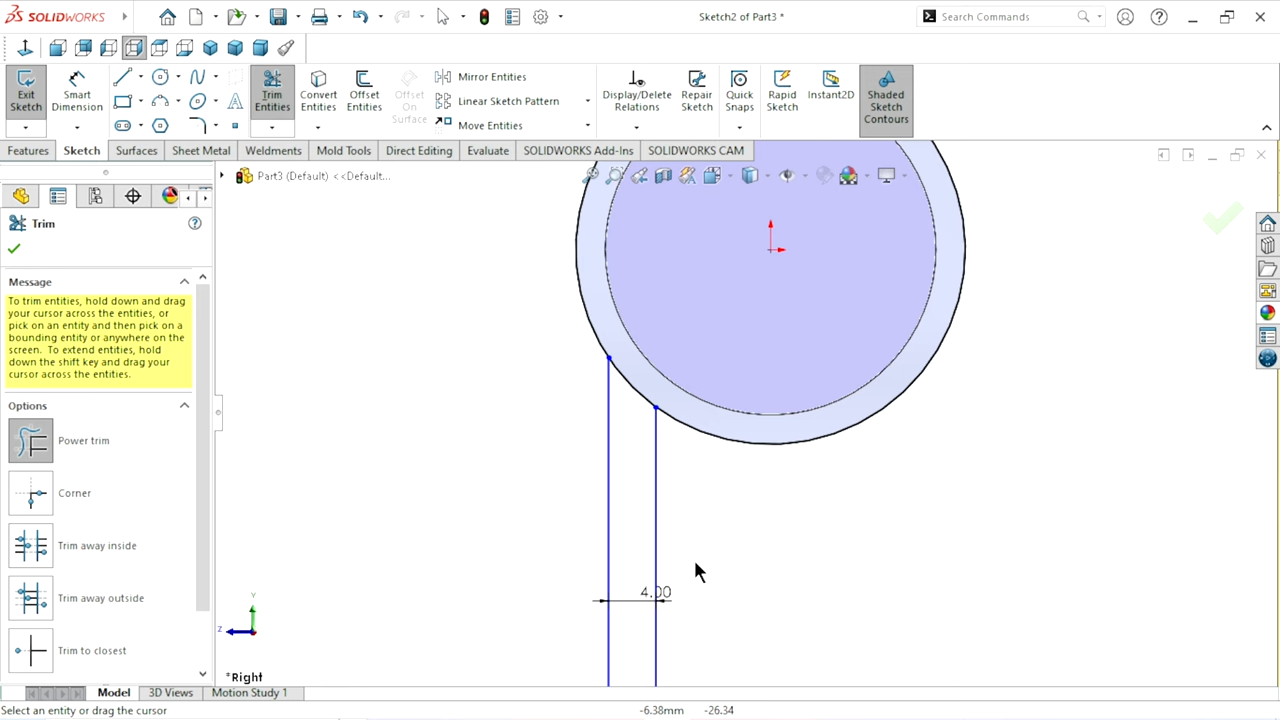 SOLIDWORKS
Sketch2 of Part3 *
Search Commands
Exit Sketch
Smart Dimension
Trim Entities
Convert Entities
Offset Entities
Offset On Surface
Mirror Entities
Linear Sketch Pattern
Move Entities
Display/Delete Relations
Repair Sketch
Quick Snaps
Rapid Sketch
Instant2D
Shaded Sketch Contours
Features
Sketch
Surfaces
Sheet Metal
Weldments
Mold Tools
Direct Editing
Evaluate
SOLIDWORKS Add-Ins
SOLIDWORKS CAM
Part3 (Default) <<Default...
Trim
Message
To trim entities, hold down and drag
your cursor across the entities, or
pick on an entity and then pick on a
bounding entity or anywhere on the
screen. To extend entities, hold
down the shift key and drag your
cursor across the entities.
Options
Power trim
Corner
Trim away inside
Trim away outside
Trim to closest
4.00
Y
Z
*Right
Model
3D Views
Motion Study 1
Select an entity or drag the cursor
-6.38mm
-26.34